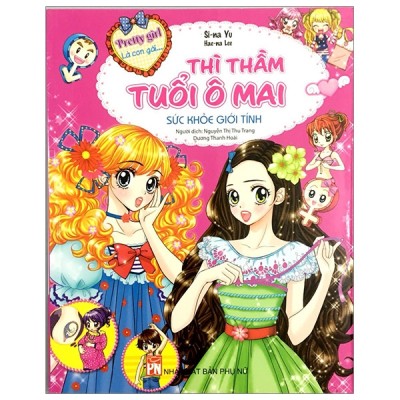 Pretty girl
Là con gái...
Si-na Yu
Hae-na Lee
THÌ THẦM
TUỔI Ô MAI
SỨC KHỎE GIỚI TÍNH
Người dịch: Nguyễn Thị Thu Trang
Dương Thanh Hoài
PN
NHÀ XUẤT BẢN PHỤ NỮ